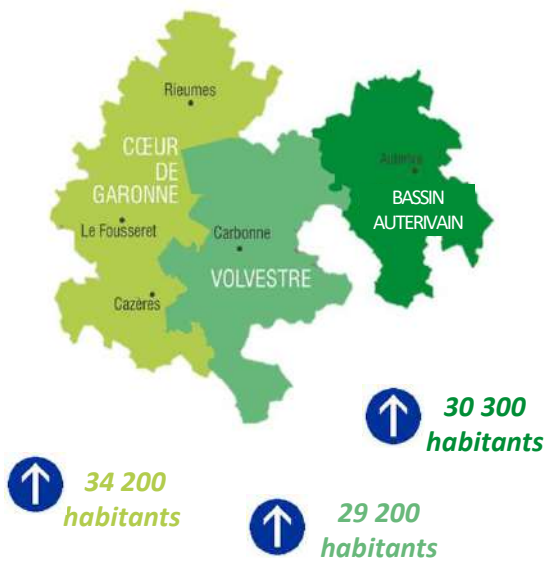 Rieumes
CŒUR
DE
GARONNE
Auterive
BASSIN
AUTERIVAIN
Le Fousseret
Carbonne
VOLVESTRE
Cazères
30 300
habitants
34 200
habitants
29 200
habitants